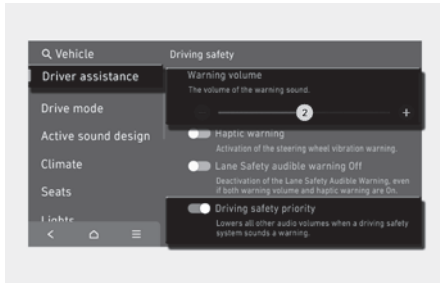 Vehicle
Driving safety
Driver assistance
Warning volume
The volume of the warning sound.
2
Drive mode
Haptic warning
Activation of the steering wheel vibration warning.
Active sound design
Lane Safety audible warning Off
Deactivation of the Lane Safety Audible Warning, even
if both warning volume and haptic warning are On.
Climate
Seats
Driving safety priority
Lowers all other audio volumes when a driving safety
system sounds a warning.
Lights